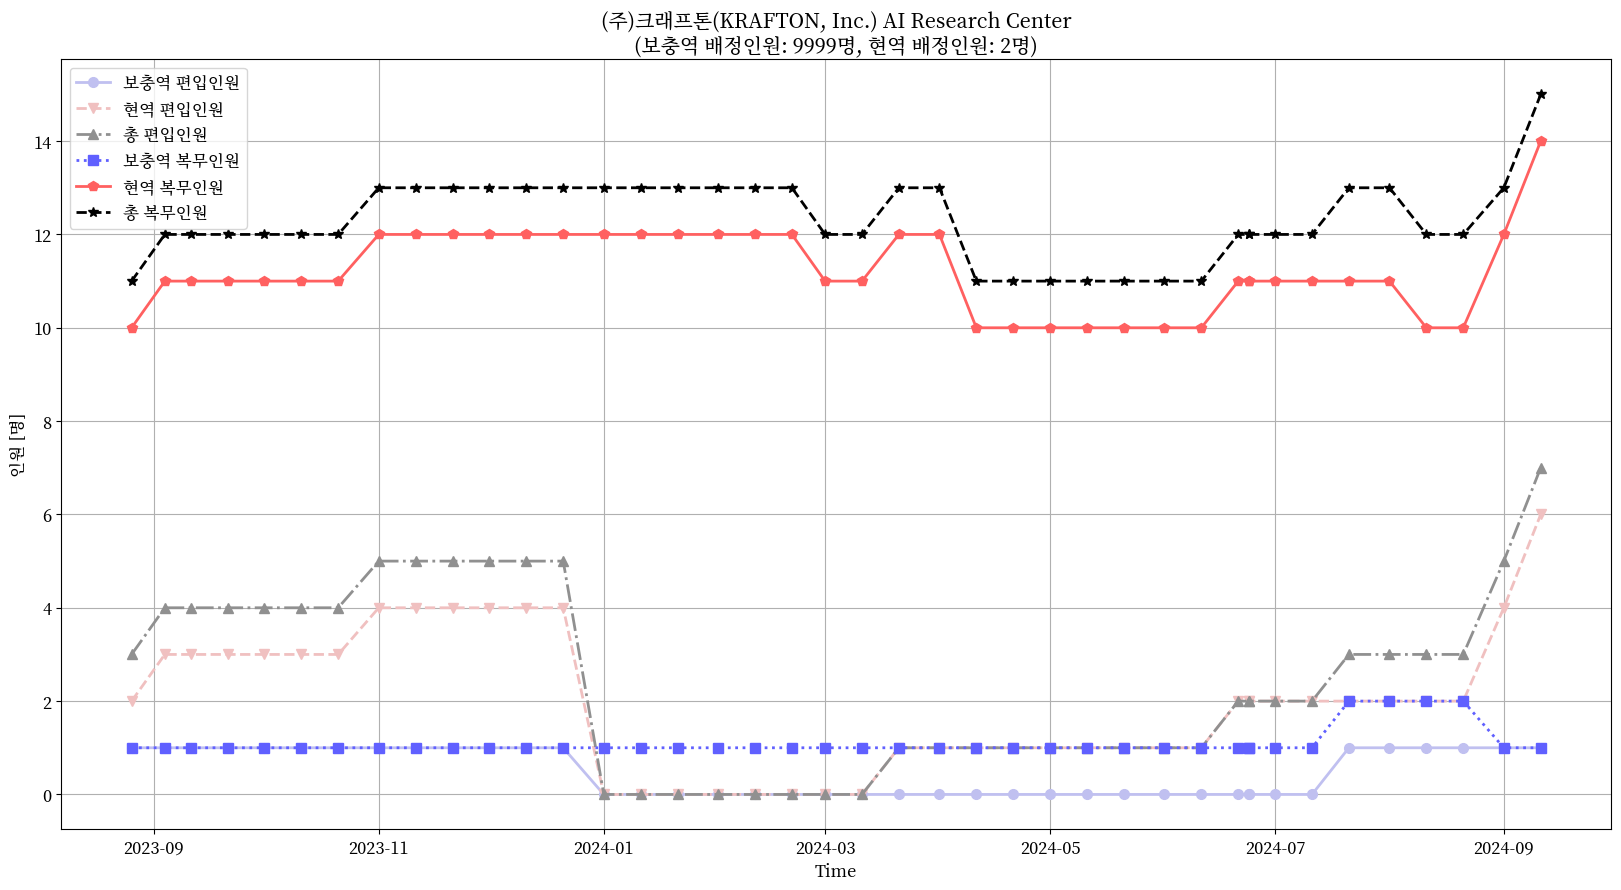 (주)크래프톤(KRAFTON, Inc.) AI Research Center
(보충역 배정인원: 9999명, 현역 배정인원: 2명)
보충역 편입인원
현역 편입인원
총 편입인원
보충역 복무인원
현역 복무인원
총 복무인원
인원 [명]
14
12
10
8
6
4
2
0
2023-09
2023-11
2024-01
2024-03
2024-05
2024-07
2024-09
Time